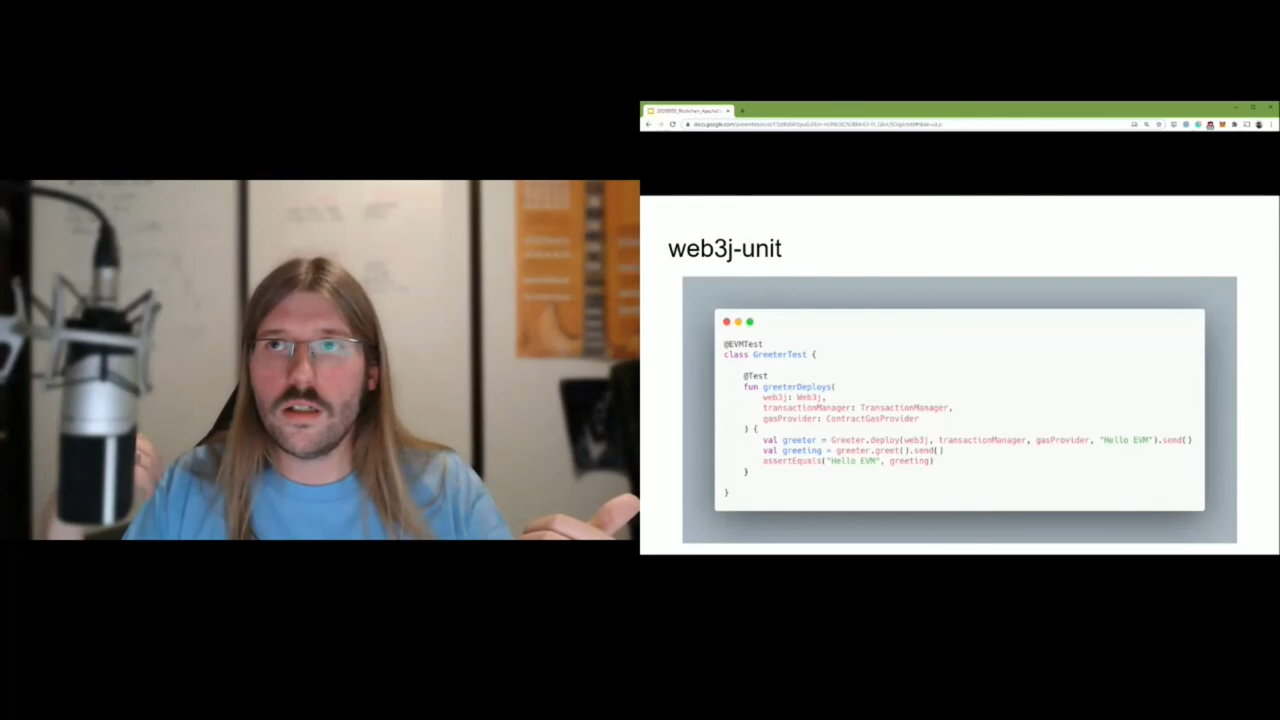 web3j-unit
@EVMTest
class GreeterTest {
@Test
fun greeterDeploys(
web3j: Web3j,
transactionManager: TransactionManager,
gasProvider: ContractGasProvider
) {
val greeter = Greeter.deploy(web3j, transactionManager, gasProvider, "Hello EVM").send()
val greeting = greeter.greet().send()
assertEquals("Hello EVM", greeting)
}
}